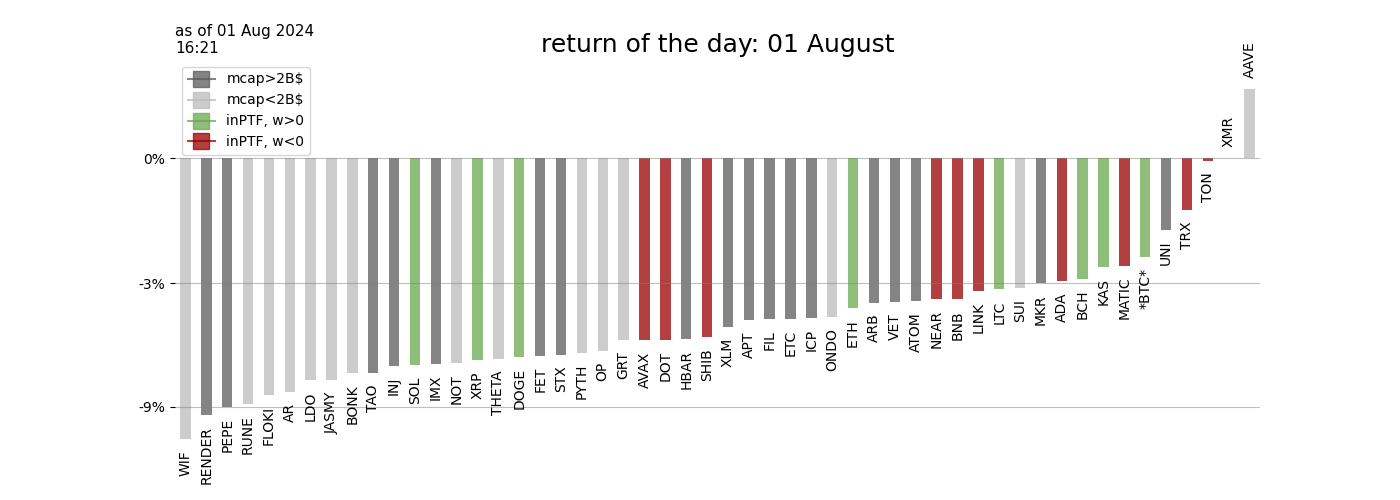 as of 01 Aug 2024
16:21
return of the day: 01 August
mcap>2B$
mcap<2B$
inPTF, w>0
inPTF, w<0
0%
-3%
-9%
WIF
RENDER
PEPE
RUNE
FLOKI
AR
LDO
JASMY
BONK
TAO
INJ
SOL
IMX
NOT
XRP
THETA
DOGE
FET
STX
PYTH
OP
GRT
AVAX
DOT
HBAR
SHIB
XLM
APT
FIL
ETC
ICP
ONDO
ETH
ARB
VET
ATOM
NEAR
BNB
LINK
LTC
SUI
MKR
ADA
BCH
KAS
MATIC
*BTC*
UNI
TRX
TON
XMR
AAVE